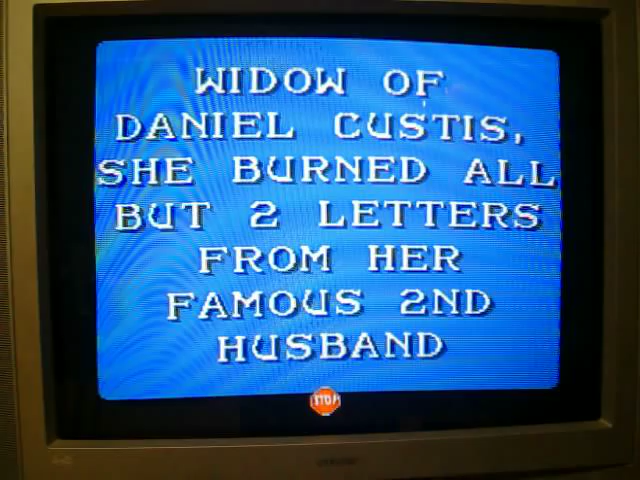 WIDOW OF
DANIEL CUSTIS,
SHE BURNED ALL
BUT 2 LETTERS
FROM HER
FAMOUS 2ND
HUSBAND
STOP